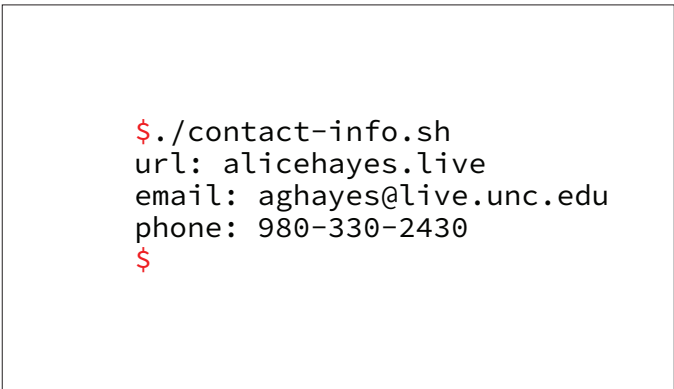 $./contact-info.sh
url: alicehayes.live
email: aghayes@live.unc.edu
phone: 980-330-2430
$